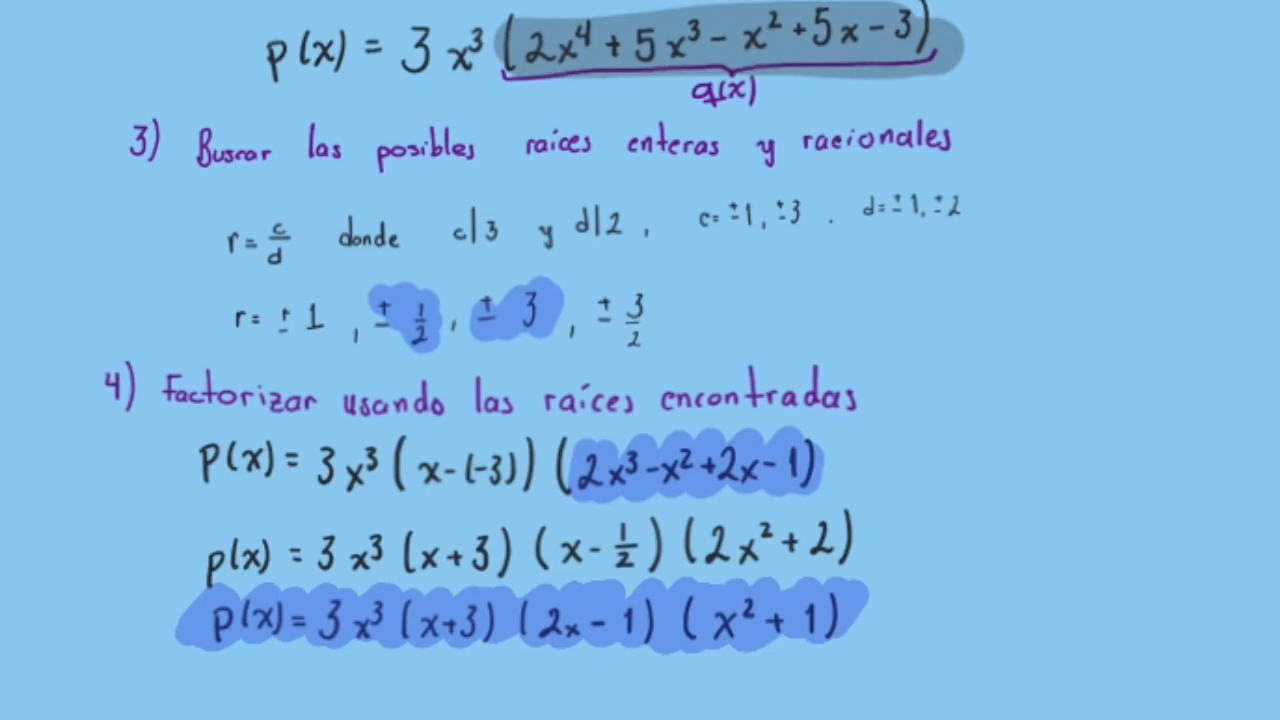 p(x) = 3x³(2x⁴ + 5x³ - x² + 5x - 3)
q(x)
3) Buscar las posibles raíces enteras y racionales
r = c/d donde c|3 y d|2, c = ±1, ±3. d = ±1, ±2
r = ±1, ±1/2, ±3, ±3/2
4) Factorizar usando las raíces encontradas
p(x) = 3x³(x-(-3))(2x³-x²+2x-1)
p(x) = 3x³(x+3)(x-1/2)(2x²+2)
p(x) = 3x³(x+3)(2x-1)(x²+1)